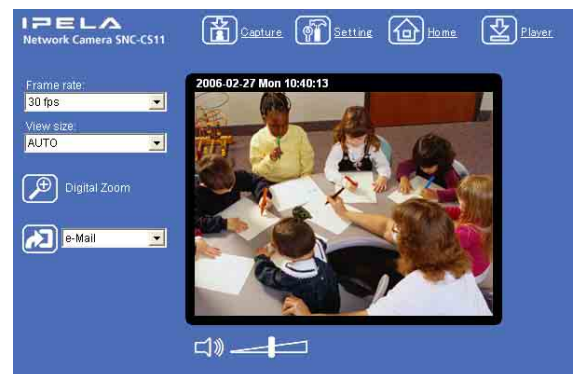 IPELA
Network Camera SNC-CS11
Capture
Setting
Home
Player
Frame rate:
30 fps
View size:
AUTO
Digital Zoom
e-Mail
2006-02-27 Mon 10:40:13